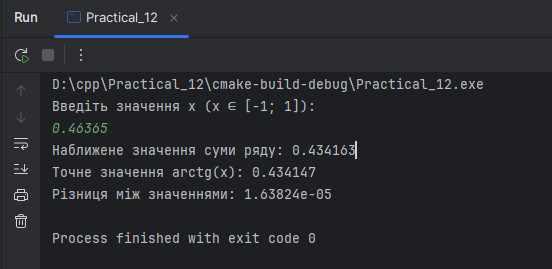 Run Practical_12
D:\cpp\Practical_12\cmake-build-debug\Practical_12.exe
Введіть значення x (x ∈ [-1; 1]):
0.46365
Наближене значення суми ряду: 0.434163
Точне значення arctg(x): 0.434147
Різниця між значеннями: 1.63824e-05
Process finished with exit code 0